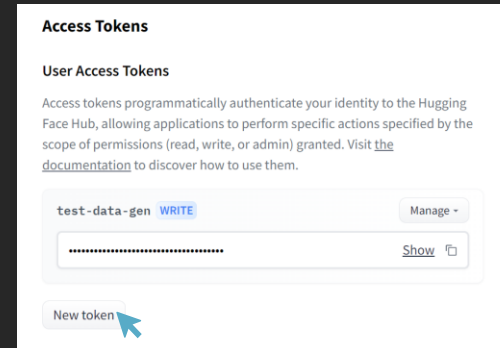 Access Tokens
User Access Tokens
Access tokens programmatically authenticate your identity to the Hugging
Face Hub, allowing applications to perform specific actions specified by the
scope of permissions (read, write, or admin) granted. Visit the
documentation to discover how to use them.
test-data-gen WRITE Manage
••••••••••••••••••••••••••••••••••••• Show
New token